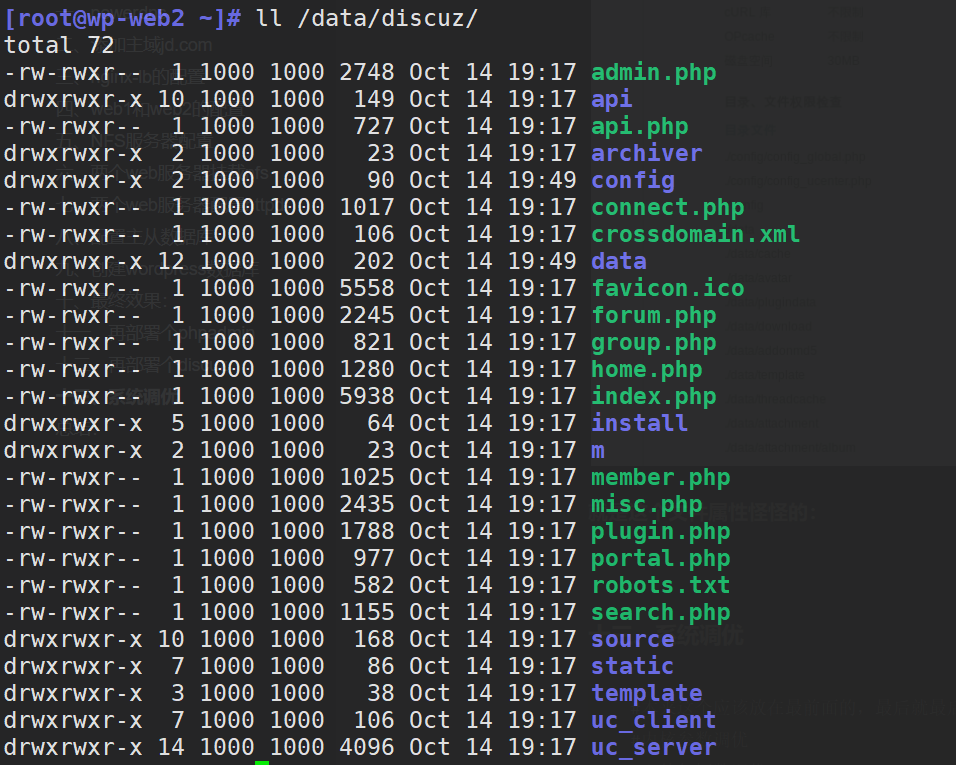 [root@wp-web2 ~]# ll /data/discuz/
total 72
-rw-rwxr--  1 1000 1000 2748 Oct 14 19:17 admin.php
drwxrwxr-x 10 1000 1000  149 Oct 14 19:17 api
-rw-rwxr--  1 1000 1000  727 Oct 14 19:17 api.php
drwxrwxr-x  2 1000 1000   23 Oct 14 19:17 archiver
drwxrwxr-x  2 1000 1000   90 Oct 14 19:49 config
-rw-rwxr--  1 1000 1000 1017 Oct 14 19:17 connect.php
-rw-rwxr--  1 1000 1000  106 Oct 14 19:17 crossdomain.xml
drwxrwxr-x 12 1000 1000  202 Oct 14 19:49 data
-rw-rwxr--  1 1000 1000 5558 Oct 14 19:17 favicon.ico
-rw-rwxr--  1 1000 1000 2245 Oct 14 19:17 forum.php
-rw-rwxr--  1 1000 1000  821 Oct 14 19:17 group.php
-rw-rwxr--  1 1000 1000 1280 Oct 14 19:17 home.php
-rw-rwxr--  1 1000 1000 5938 Oct 14 19:17 index.php
drwxrwxr-x  5 1000 1000   64 Oct 14 19:17 install
drwxrwxr-x  2 1000 1000   23 Oct 14 19:17 m
-rw-rwxr--  1 1000 1000 1025 Oct 14 19:17 member.php
-rw-rwxr--  1 1000 1000 2435 Oct 14 19:17 misc.php
-rw-rwxr--  1 1000 1000 1788 Oct 14 19:17 plugin.php
-rw-rwxr--  1 1000 1000  977 Oct 14 19:17 portal.php
-rw-rwxr--  1 1000 1000  582 Oct 14 19:17 robots.txt
-rw-rwxr--  1 1000 1000 1155 Oct 14 19:17 search.php
drwxrwxr-x 10 1000 1000  168 Oct 14 19:17 source
drwxrwxr-x  7 1000 1000   86 Oct 14 19:17 static
drwxrwxr-x  3 1000 1000   38 Oct 14 19:17 template
drwxrwxr-x  7 1000 1000  106 Oct 14 19:17 uc_client
drwxrwxr-x 14 1000 1000 4096 Oct 14 19:17 uc_server